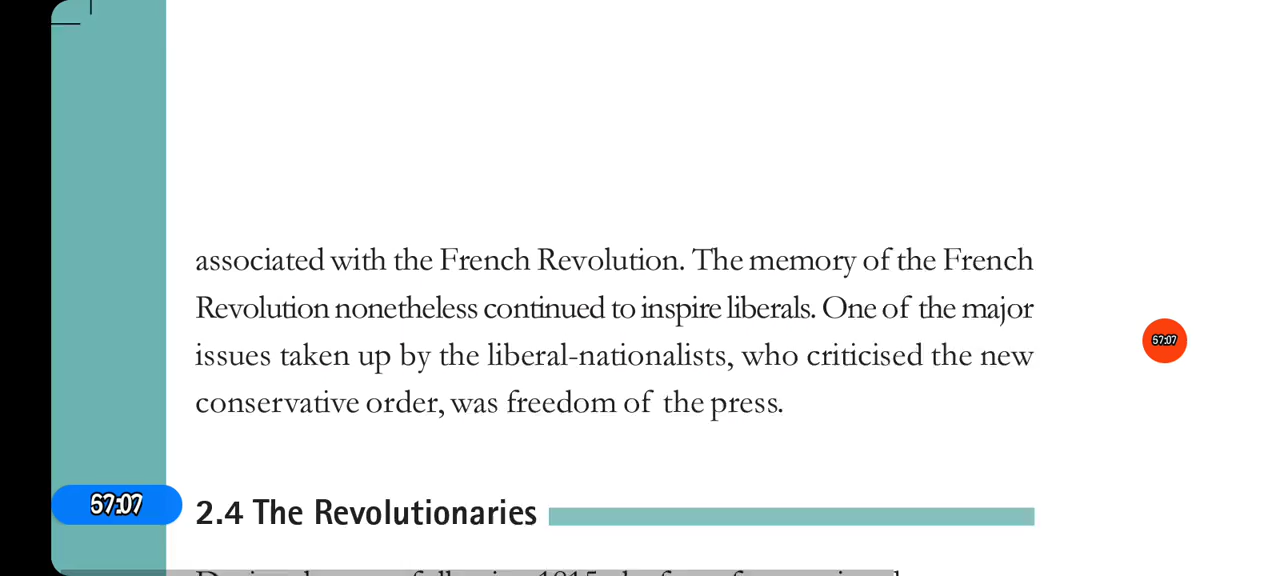 associated with the French Revolution. The memory of the French
Revolution nonetheless continued to inspire liberals. One of the major
issues taken up by the liberal-nationalists, who criticised the new
conservative order, was freedom of the press.
57:07
57:07
2.4 The Revolutionaries